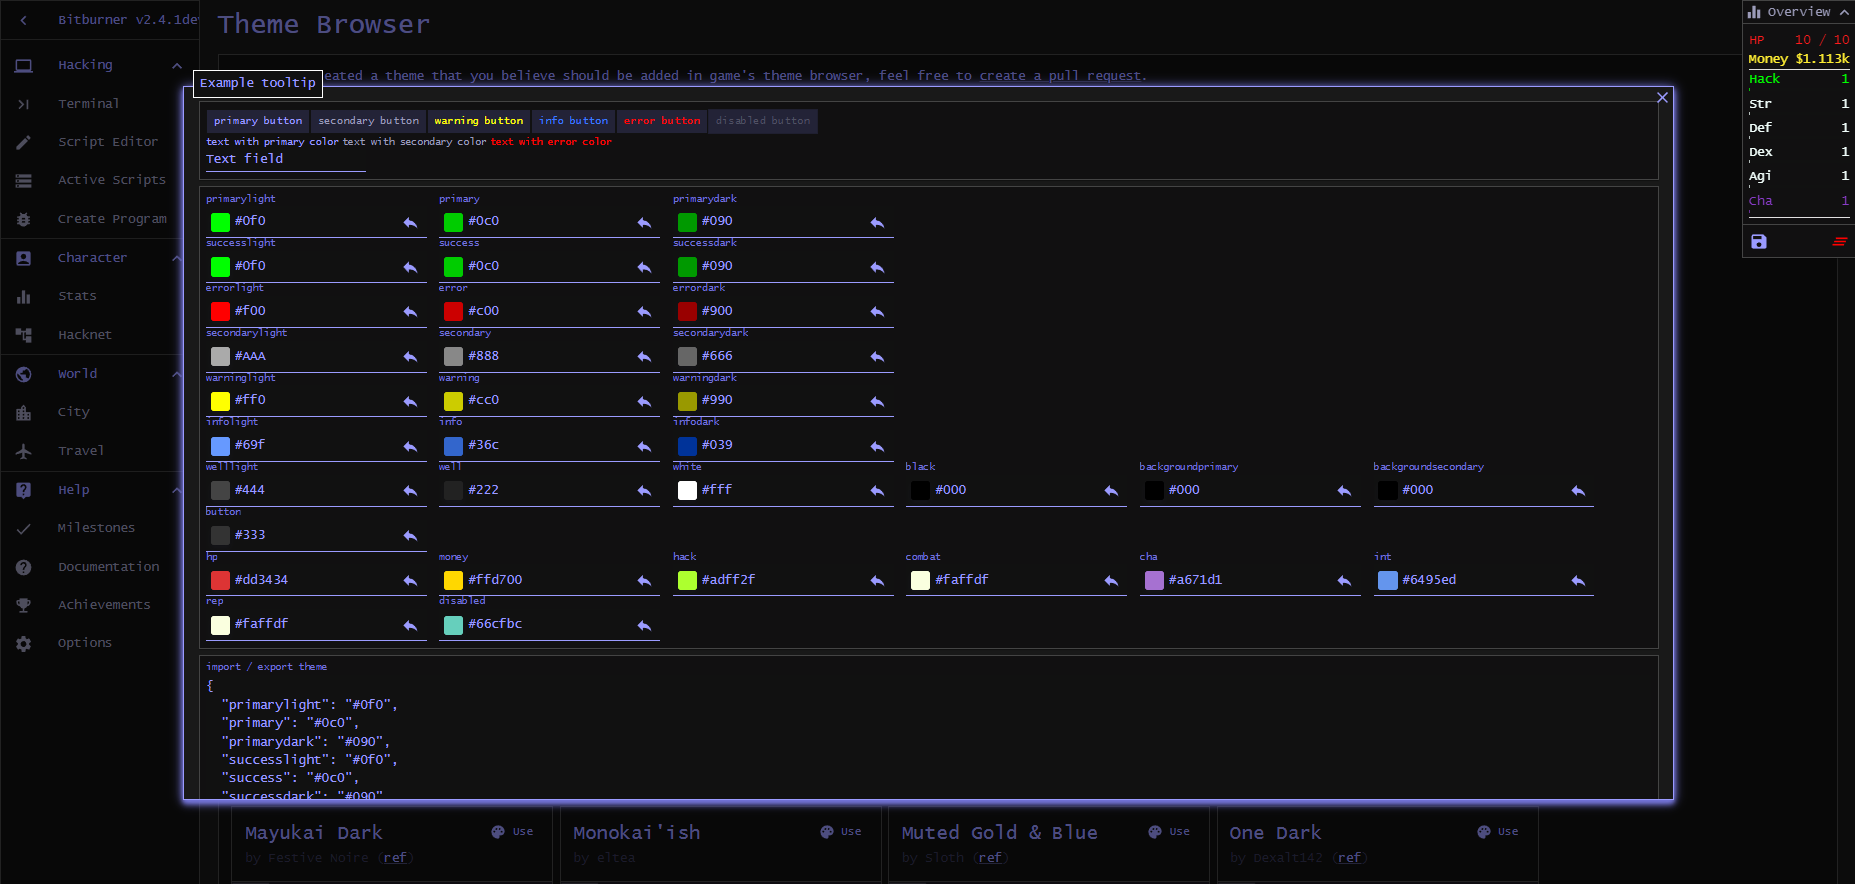 Bitburner v2.4.1de
Hacking
Terminal
Script Editor
Active Scripts
Create Program
Character
Stats
Hacknet
World
City
Travel
Help
Milestones
Documentation
Achievements
Options
Theme Browser
eated a theme that you believe should be added in game's theme browser, feel free to create a pull request.
Example tooltip
primary button secondary button warning button info button error button disabled button
text with primary color text with secondary color text with error color
Text field
primarylight primary primarydark
#0f0 #0c0 #090
successlight success successdark
#0f0 #0c0 #090
errorlight error errordark
#f00 #c00 #900
secondarylight secondary secondarydark
#AAA #888 #666
warninglight warning warningdark
#ff0 #cc0 #990
infolight info infodark
#69f #36c #039
welllight well white black backgroundprimary backgroundsecondary
#444 #222 #fff #000 #000 #000
button
#333
hp money hack combat cha int
#dd3434 #ffd700 #adff2f #faffdf #a671d1 #6495ed
rep disabled
#faffdf #66cfbc
import / export theme
{
"primarylight": "#0f0",
"primary": "#0c0",
"primarydark": "#090",
"successlight": "#0f0",
"success": "#0c0",
"successdark": "#090"
Mayukai Dark Use
by Festive Noire (ref)
Monokai'ish Use
by eltea
Muted Gold & Blue Use
by Sloth (ref)
One Dark Use
by Dexalt142 (ref)
Overview
HP 10 / 10
Money $1.113k
Hack 1
Str 1
Def 1
Dex 1
Agi 1
Cha 1